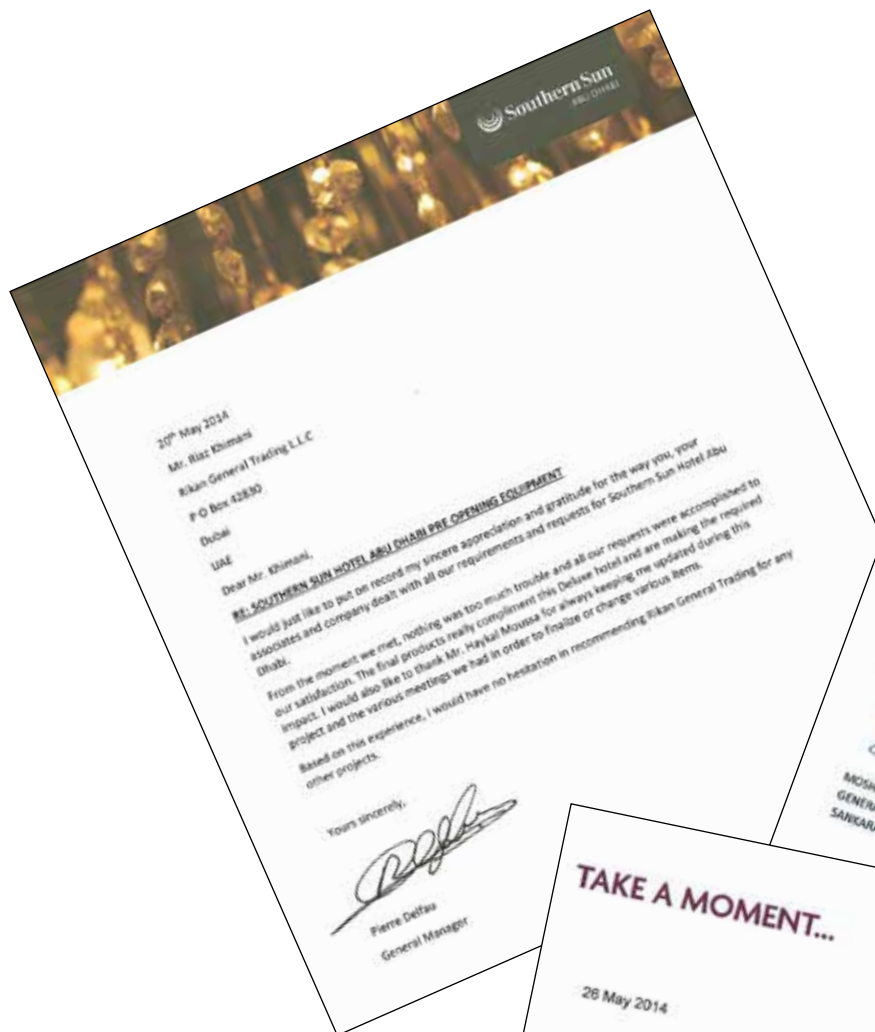 Southern Sun
ABU DHABI
20th May 2014
Mr. Riaz Khimani
Rikan General Trading L.L.C
P O Box 42830
Dubai
UAE
Dear Mr. Khimani,
RE: SOUTHERN SUN HOTEL ABU DHABI PRE OPENING EQUIPMENT
I would just like to put on record my sincere appreciation and gratitude for the way you, your
associates and company dealt with all our requirements and requests for Southern Sun Hotel Abu
Dhabi.
From the moment we met, nothing was too much trouble and all our requests were accomplished to
our satisfaction. The final products really compliment this Deluxe hotel and are making the required
impact. I would also like to thank Mr. Haykal Moussa for always keeping me updated during this
project and the various meetings we had in order to finalize or change various items.
Based on this experience, I would have no hesitation in recommending Rikan General Trading for any
other projects.
Yours sincerely,
Pierre Delfau
General Manager
MOSH
GENERA
SANKARA
TAKE A MOMENT...
26 May 2014